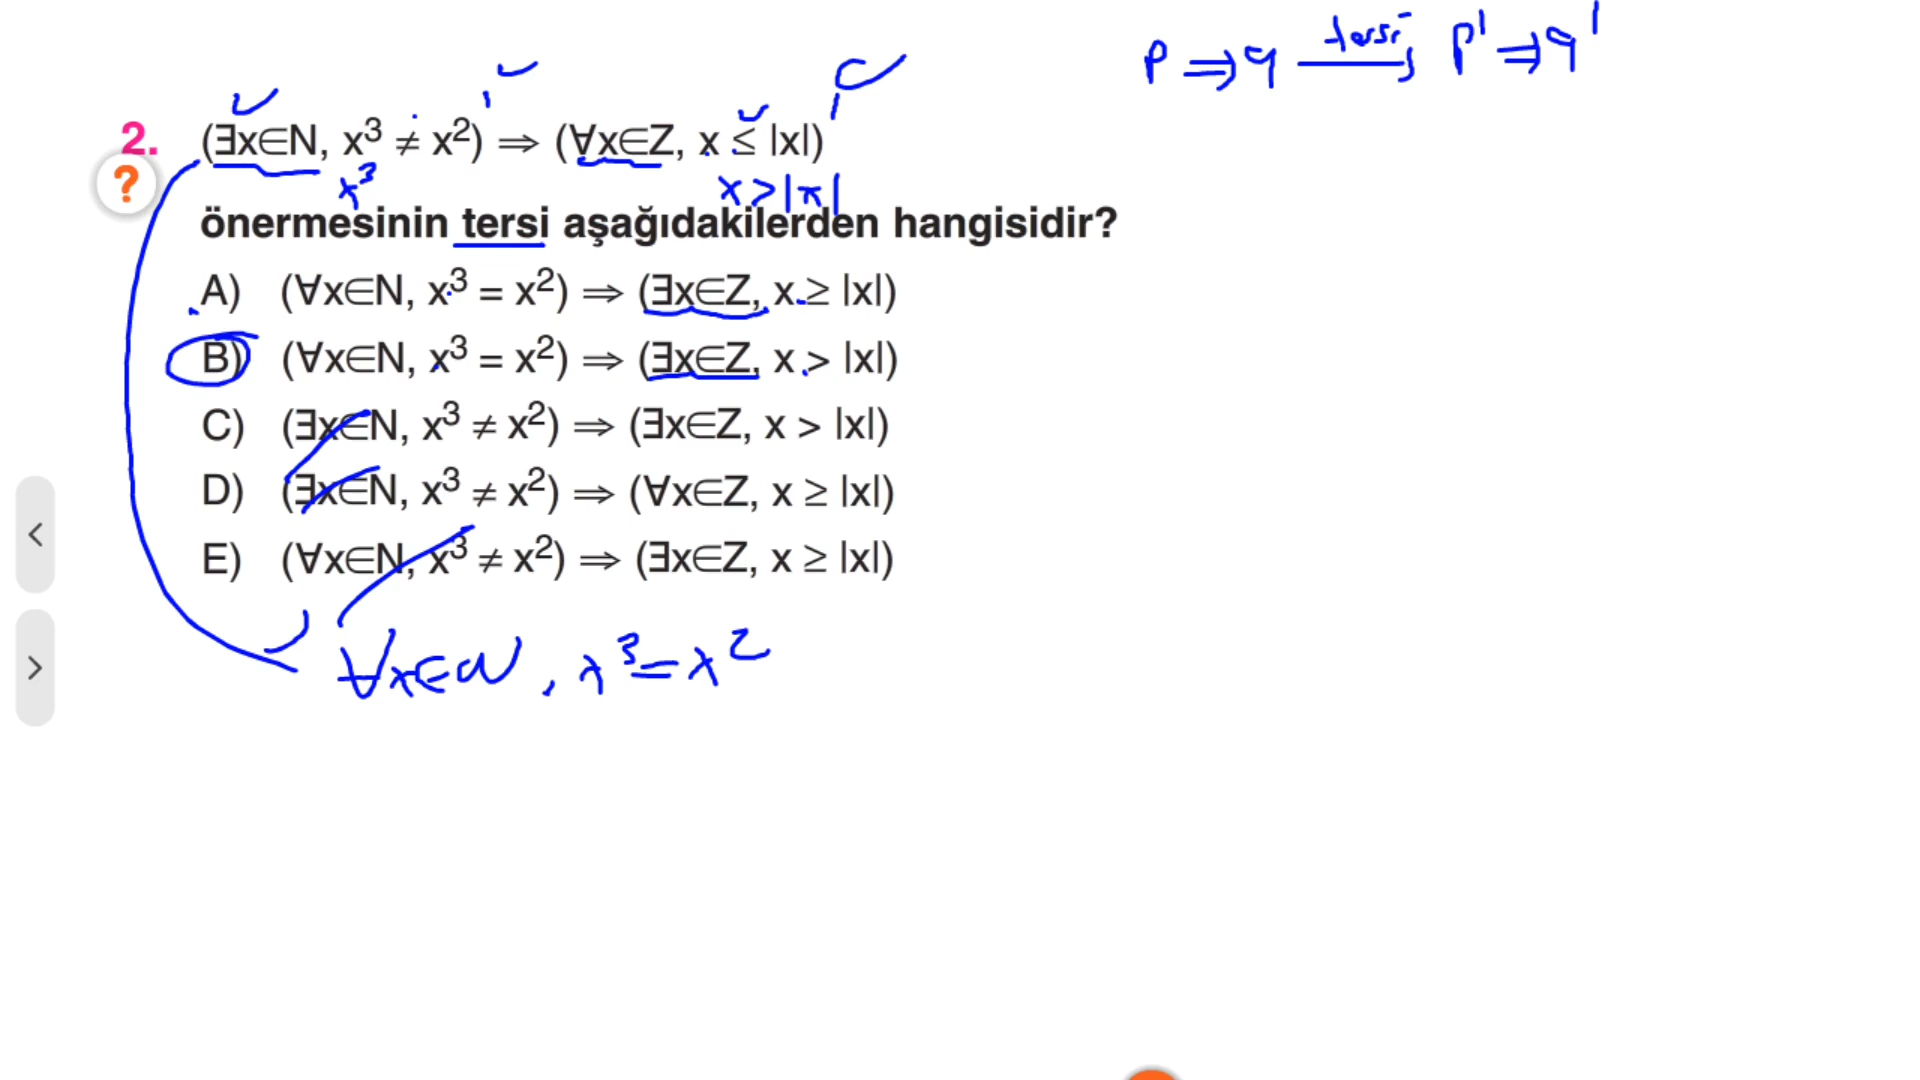 p ⇒ q tersi p' ⇒ q'
2. (∃x∈N, x³ ≠ x²)' ⇒ (∀x∈Z, x ≤ |x|)'
?
x³ x > |x|
önermesinin tersi aşağıdakilerden hangisidir?
A) (∀x∈N, x³ = x²) ⇒ (∃x∈Z, x ≥ |x|)
B) (∀x∈N, x³ = x²) ⇒ (∃x∈Z, x > |x|)
C) (∃x∈N, x³ ≠ x²) ⇒ (∃x∈Z, x > |x|)
D) (∃x∈N, x³ ≠ x²) ⇒ (∀x∈Z, x ≥ |x|)
E) (∀x∈N, x³ ≠ x²) ⇒ (∃x∈Z, x ≥ |x|)
∀x∈N, x³=x²